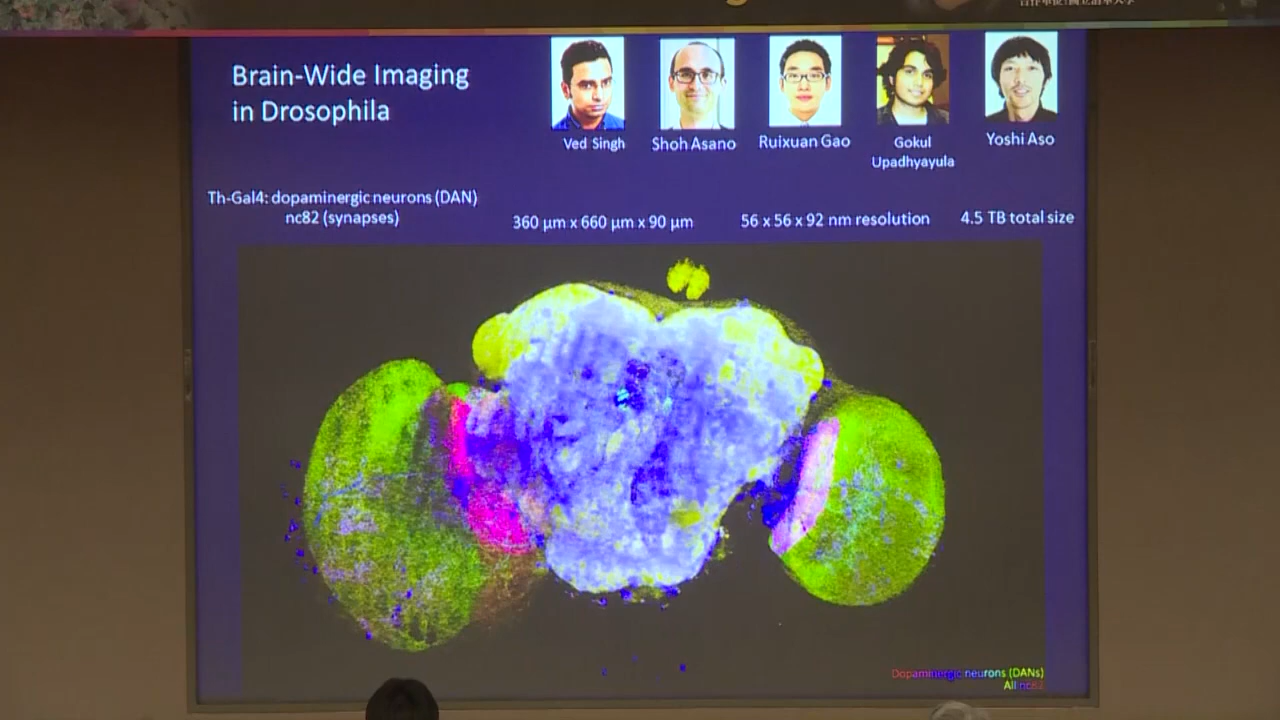 Brain-Wide Imaging
in Drosophila
Ved Singh
Shoh Asano
Ruixuan Gao
Gokul
Upadhyayula
Yoshi Aso
Th-Gal4: dopaminergic neurons (DAN)
nc82 (synapses)
360 µm x 660 µm x 90 µm
56 x 56 x 92 nm resolution
4.5 TB total size
Dopaminergic neurons (DANs)
All nc82